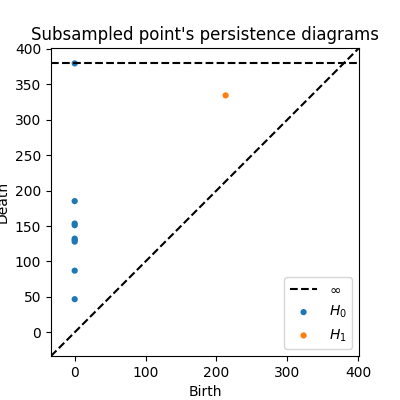 Subsampled point's persistence diagrams
400
350
300
250
200
150
100
50
0
Death
0 100 200 300 400
Birth
∞
H₀
H₁